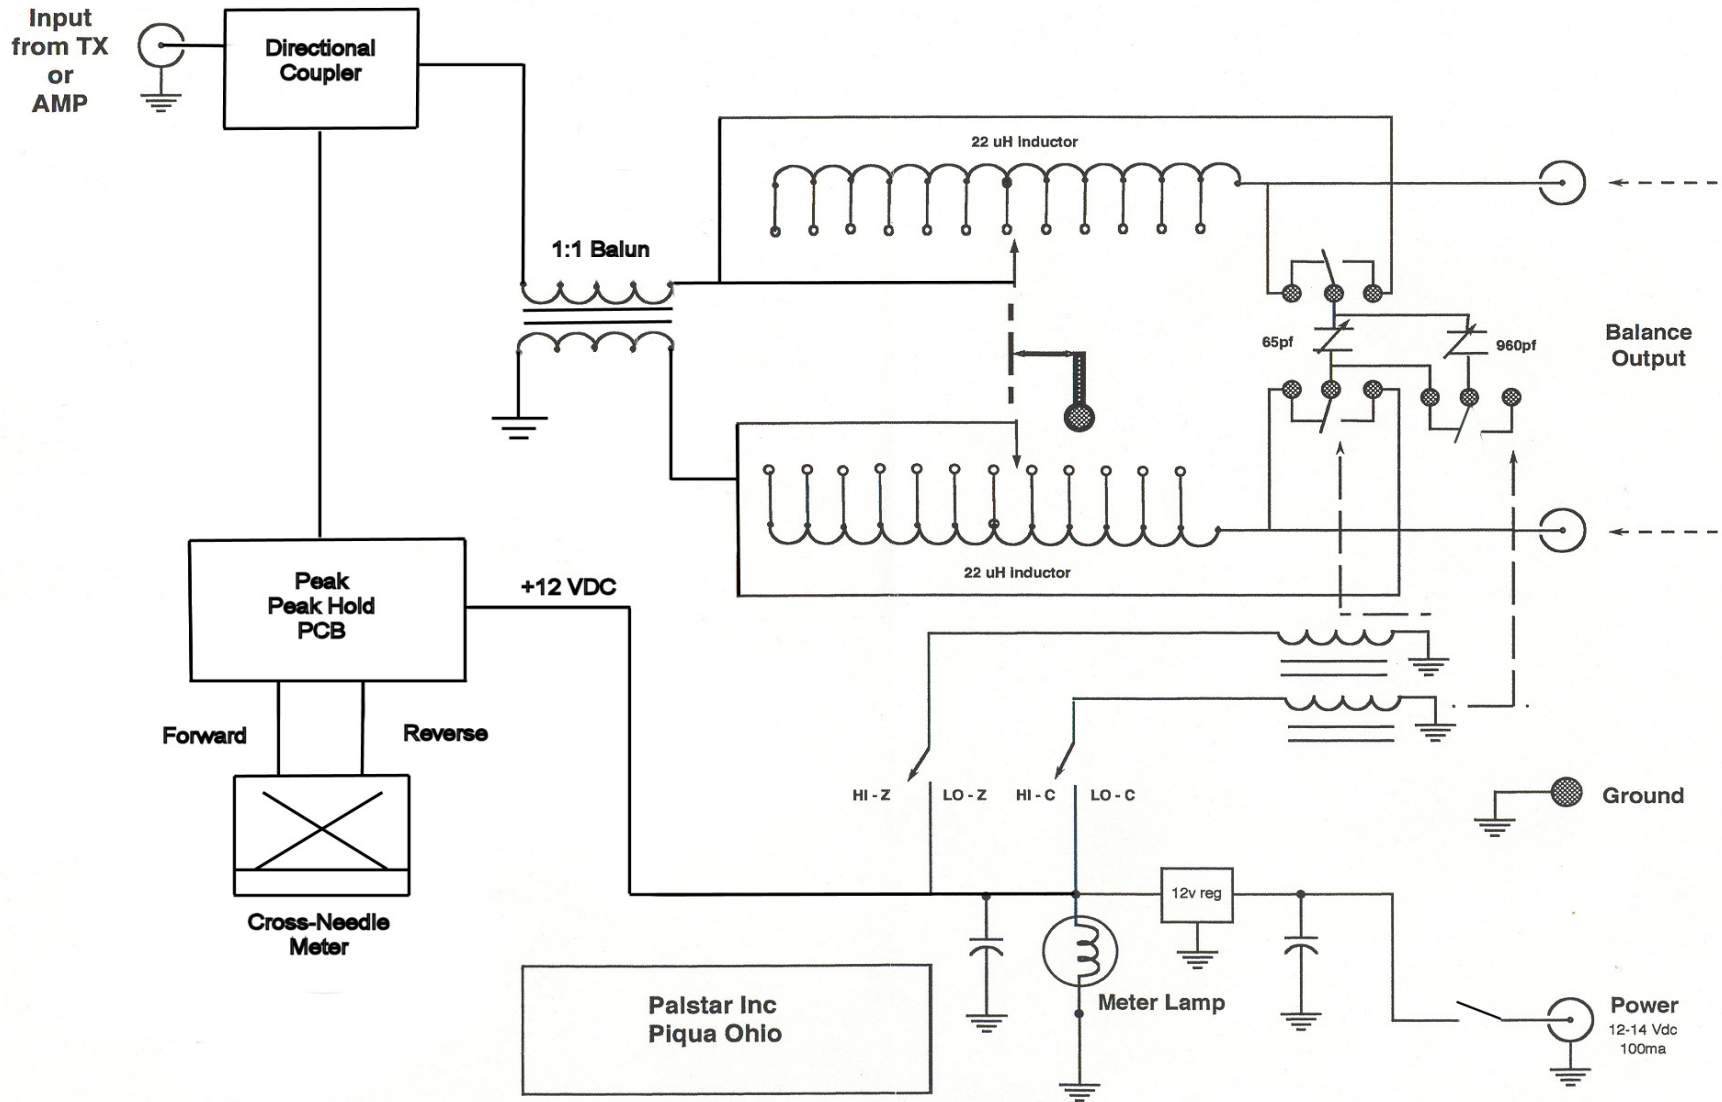 Input
from TX
or
AMP
Directional
Coupler
22 uH inductor
1:1 Balun
65pf
960pf
Balance
Output
22 uH inductor
Peak
Peak Hold
PCB
+12 VDC
Forward
Reverse
HI - Z
LO - Z
HI - C
LO - C
Ground
12v reg
Cross-Needle
Meter
Meter Lamp
Palstar Inc
Piqua Ohio
Power
12-14 Vdc
100ma